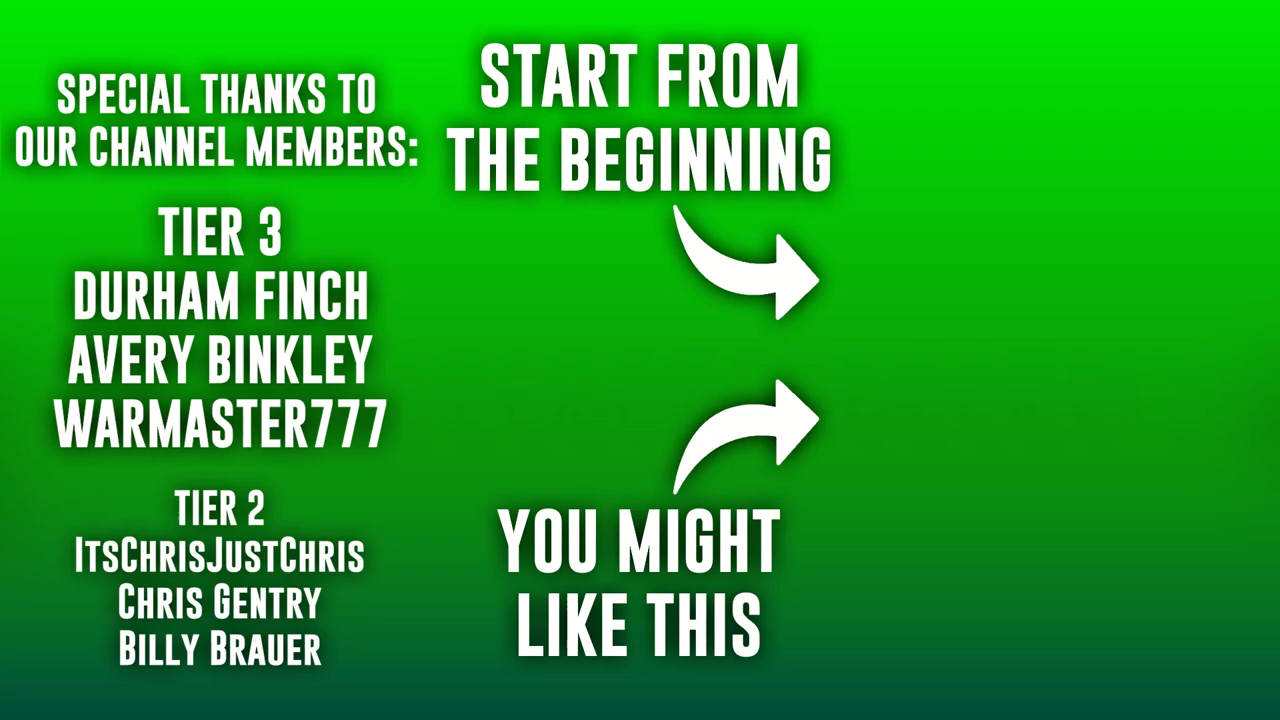 SPECIAL THANKS TO
OUR CHANNEL MEMBERS:
TIER 3
DURHAM FINCH
AVERY BINKLEY
WARMASTER777
TIER 2
ITSCHRISJUSTCHRIS
CHRIS GENTRY
BILLY BRAUER
START FROM
THE BEGINNING
YOU MIGHT
LIKE THIS